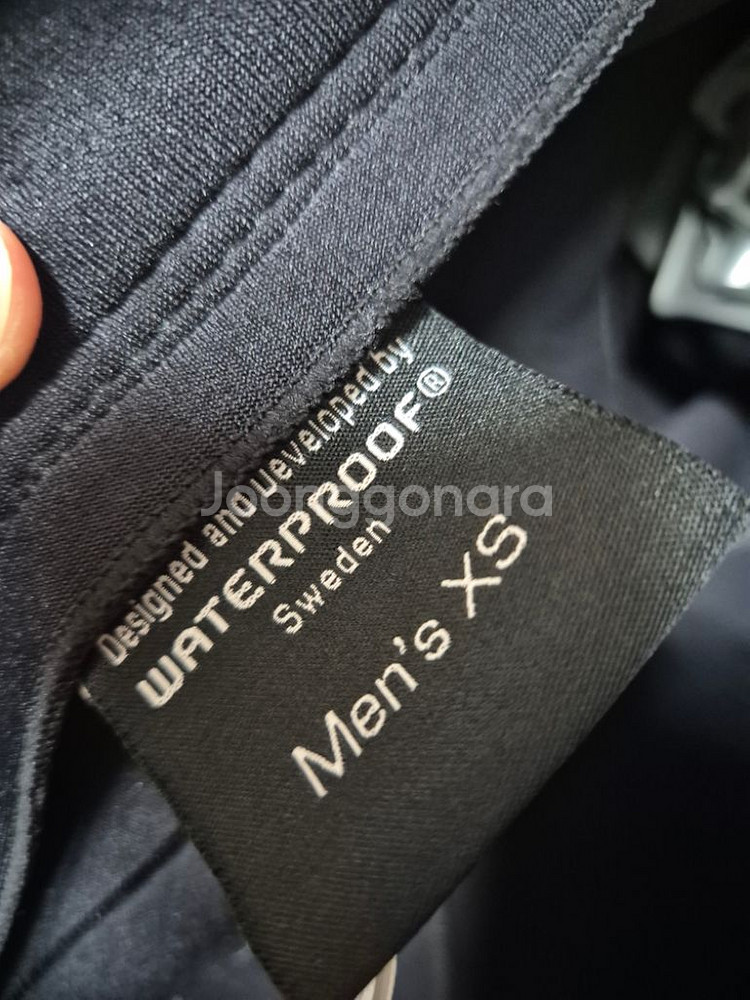 Designed and Developed by
WATERPROOF®
Sweden
Men's XS
Joonggonara